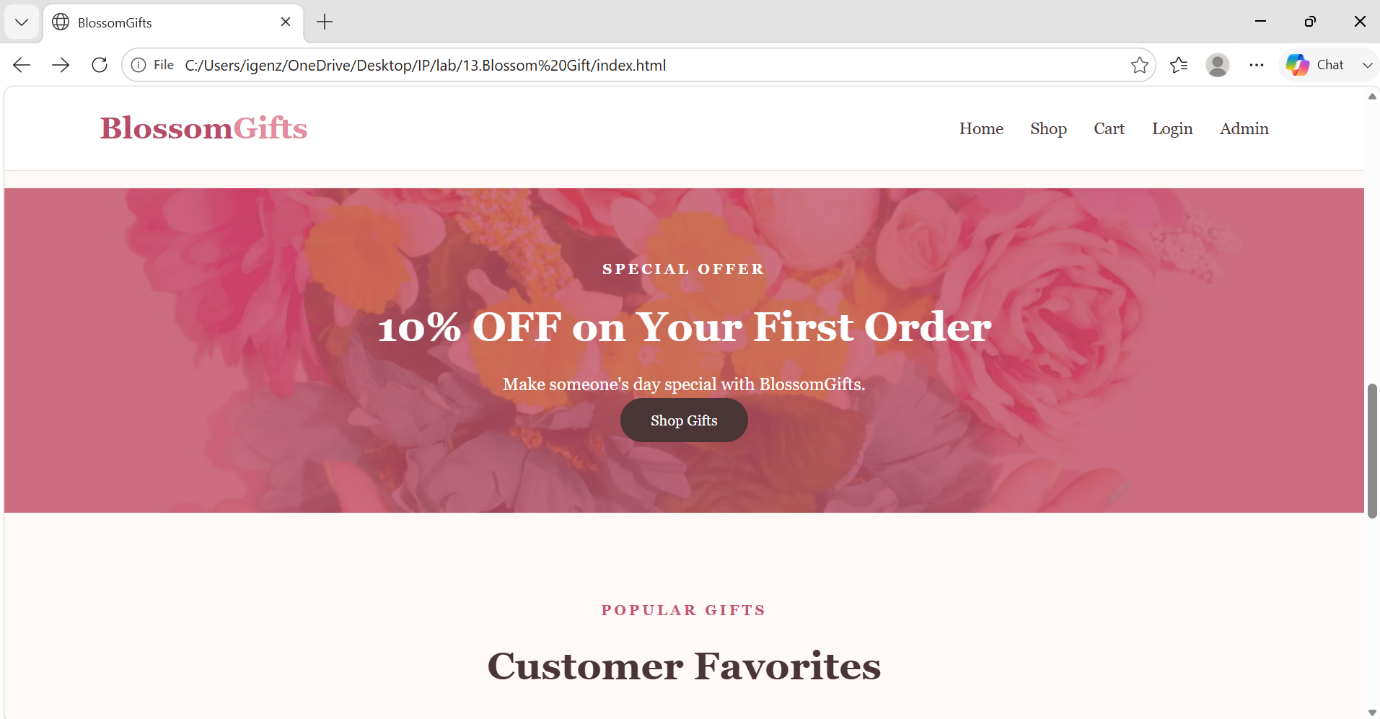 BlossomGifts
File C:/Users/igenz/OneDrive/Desktop/IP/lab/13.Blossom%20Gift/index.html
Chat
BlossomGifts
Home Shop Cart Login Admin
SPECIAL OFFER
10% OFF on Your First Order
Make someone's day special with BlossomGifts.
Shop Gifts
POPULAR GIFTS
Customer Favorites